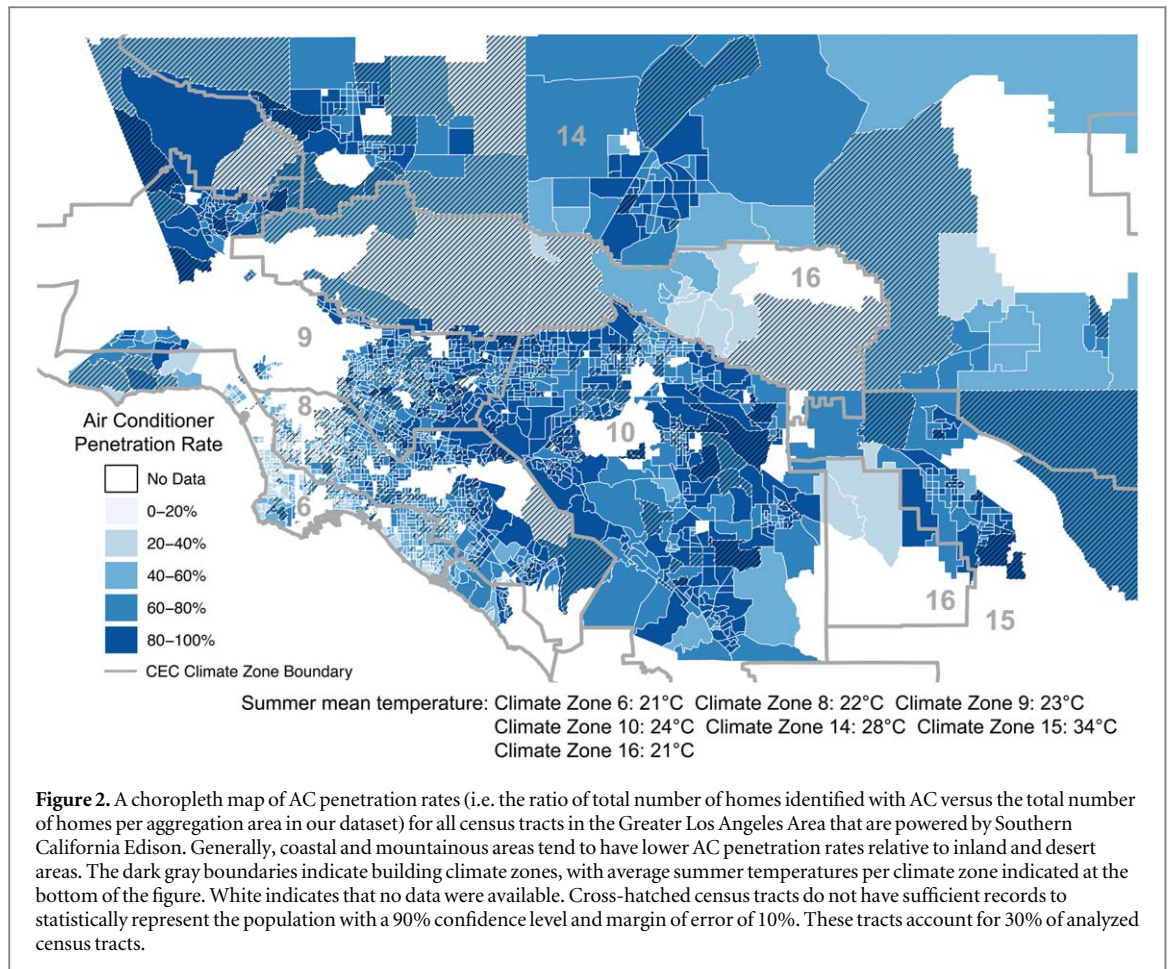 14
16
9
8
10
6
16
15
Air Conditioner
Penetration Rate
No Data
0–20%
20–40%
40–60%
60–80%
80–100%
CEC Climate Zone Boundary
Summer mean temperature: Climate Zone 6: 21°C Climate Zone 8: 22°C Climate Zone 9: 23°C
Climate Zone 10: 24°C Climate Zone 14: 28°C Climate Zone 15: 34°C
Climate Zone 16: 21°C
Figure 2. A choropleth map of AC penetration rates (i.e. the ratio of total number of homes identified with AC versus the total number
of homes per aggregation area in our dataset) for all census tracts in the Greater Los Angeles Area that are powered by Southern
California Edison. Generally, coastal and mountainous areas tend to have lower AC penetration rates relative to inland and desert
areas. The dark gray boundaries indicate building climate zones, with average summer temperatures per climate zone indicated at the
bottom of the figure. White indicates that no data were available. Cross-hatched census tracts do not have sufficient records to
statistically represent the population with a 90% confidence level and margin of error of 10%. These tracts account for 30% of analyzed
census tracts.